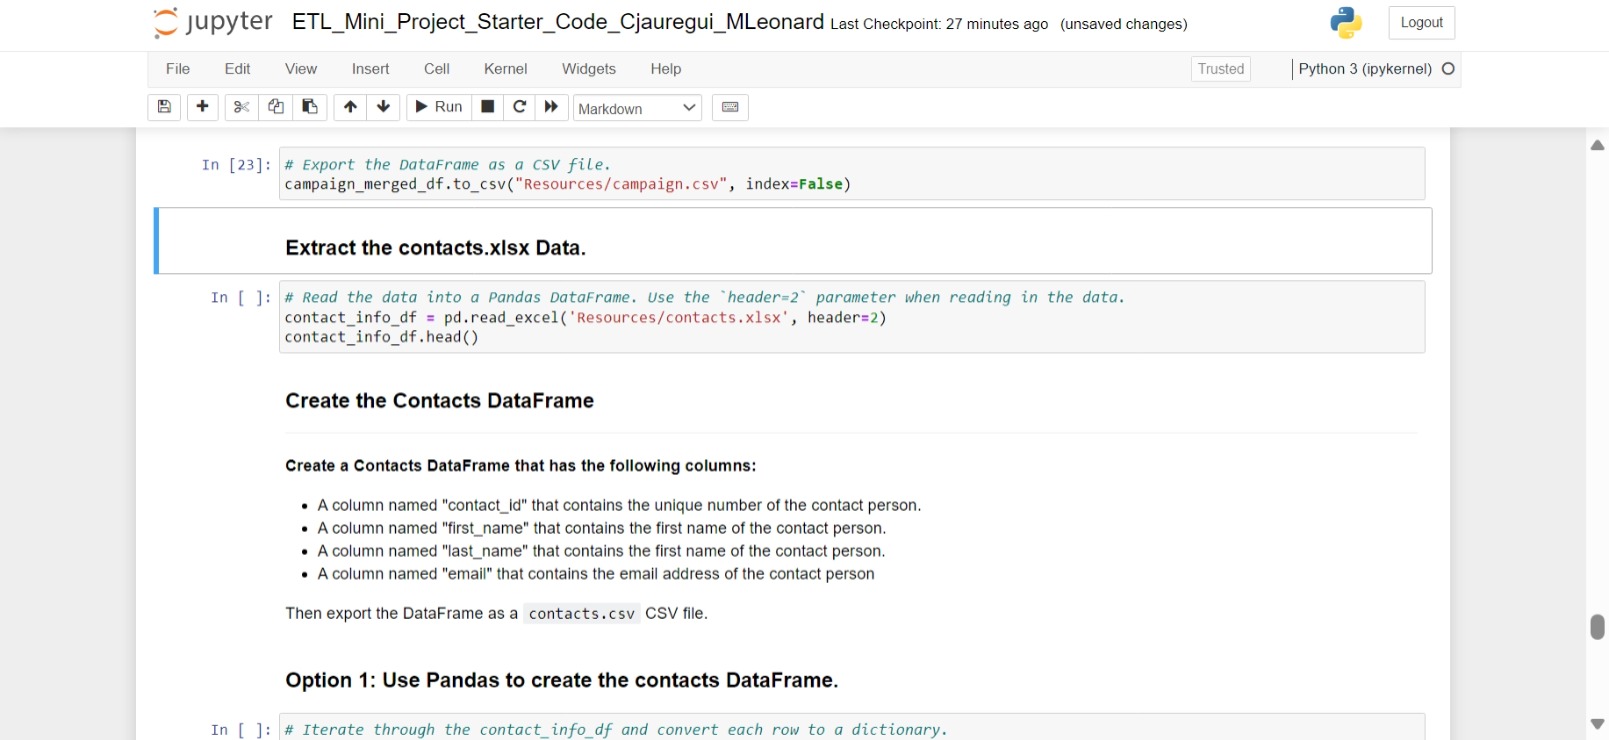 jupyter ETL_Mini_Project_Starter_Code_Cjauregui_MLeonard Last Checkpoint: 27 minutes ago (unsaved changes) Logout
File Edit View Insert Cell Kernel Widgets Help Trusted Python 3 (ipykernel)
Run Markdown
In [23]: # Export the DataFrame as a CSV file.
campaign_merged_df.to_csv("Resources/campaign.csv", index=False)
Extract the contacts.xlsx Data.
In [ ]: # Read the data into a Pandas DataFrame. Use the `header=2` parameter when reading in the data.
contact_info_df = pd.read_excel('Resources/contacts.xlsx', header=2)
contact_info_df.head()
Create the Contacts DataFrame
Create a Contacts DataFrame that has the following columns:
• A column named "contact_id" that contains the unique number of the contact person.
• A column named "first_name" that contains the first name of the contact person.
• A column named "last_name" that contains the first name of the contact person.
• A column named "email" that contains the email address of the contact person
Then export the DataFrame as a contacts.csv CSV file.
Option 1: Use Pandas to create the contacts DataFrame.
In [ ]: # Iterate through the contact_info_df and convert each row to a dictionary.